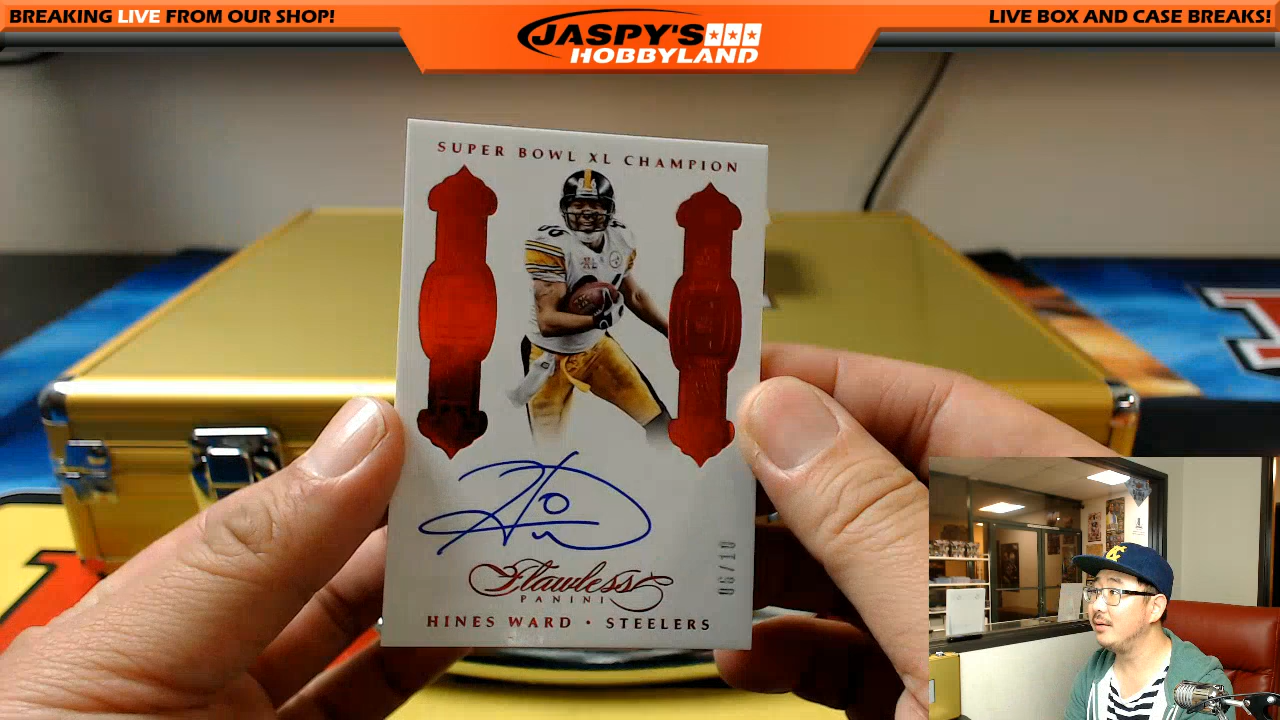 BREAKING LIVE FROM OUR SHOP!
JASPY'S
HOBBYLAND
LIVE BOX AND CASE BREAKS!
SUPER BOWL XL CHAMPION
86
Flawless
PANINI
06/10
HINES WARD · STEELERS